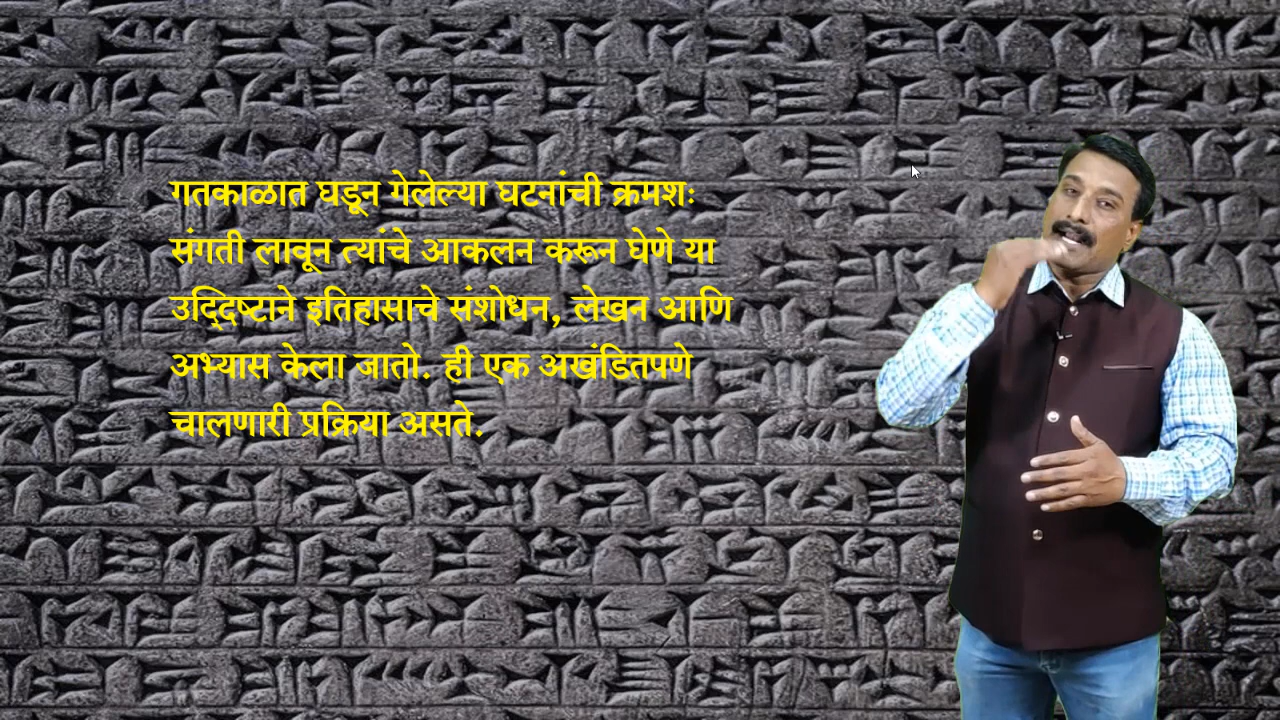 गतकाळात घडून गेलेल्या घटनांची क्रमशः
संगती लावून त्यांचे आकलन करून घेणे या
उद्दिष्टाने इतिहासाचे संशोधन, लेखन आणि
अभ्यास केला जातो. ही एक अखंडितपणे
चालणारी प्रक्रिया असते.